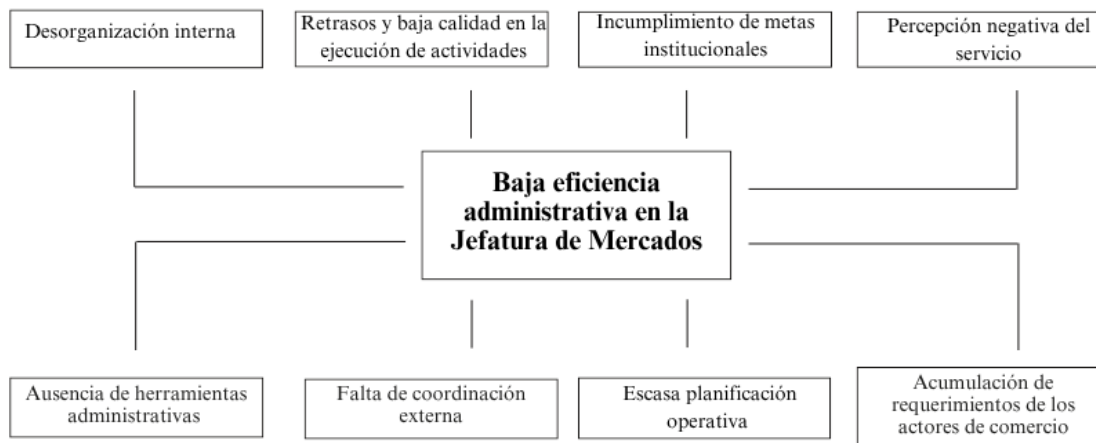 Desorganización interna
Retrasos y baja calidad en la
ejecución de actividades
Incumplimiento de metas
institucionales
Percepción negativa del
servicio
Baja eficiencia
administrativa en la
Jefatura de Mercados
Ausencia de herramientas
administrativas
Falta de coordinación
externa
Escasa planificación
operativa
Acumulación de
requerimientos de los
actores de comercio